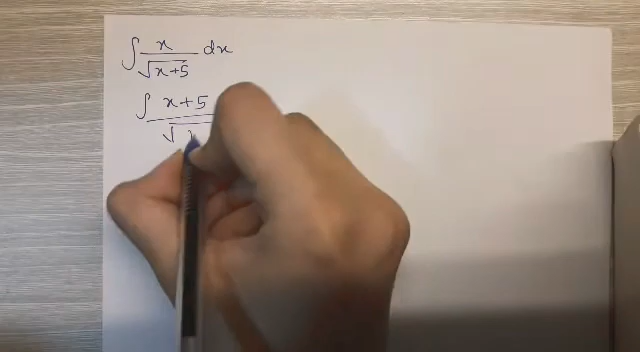 ∫ x/√(x+5) dx
∫ x+5/√